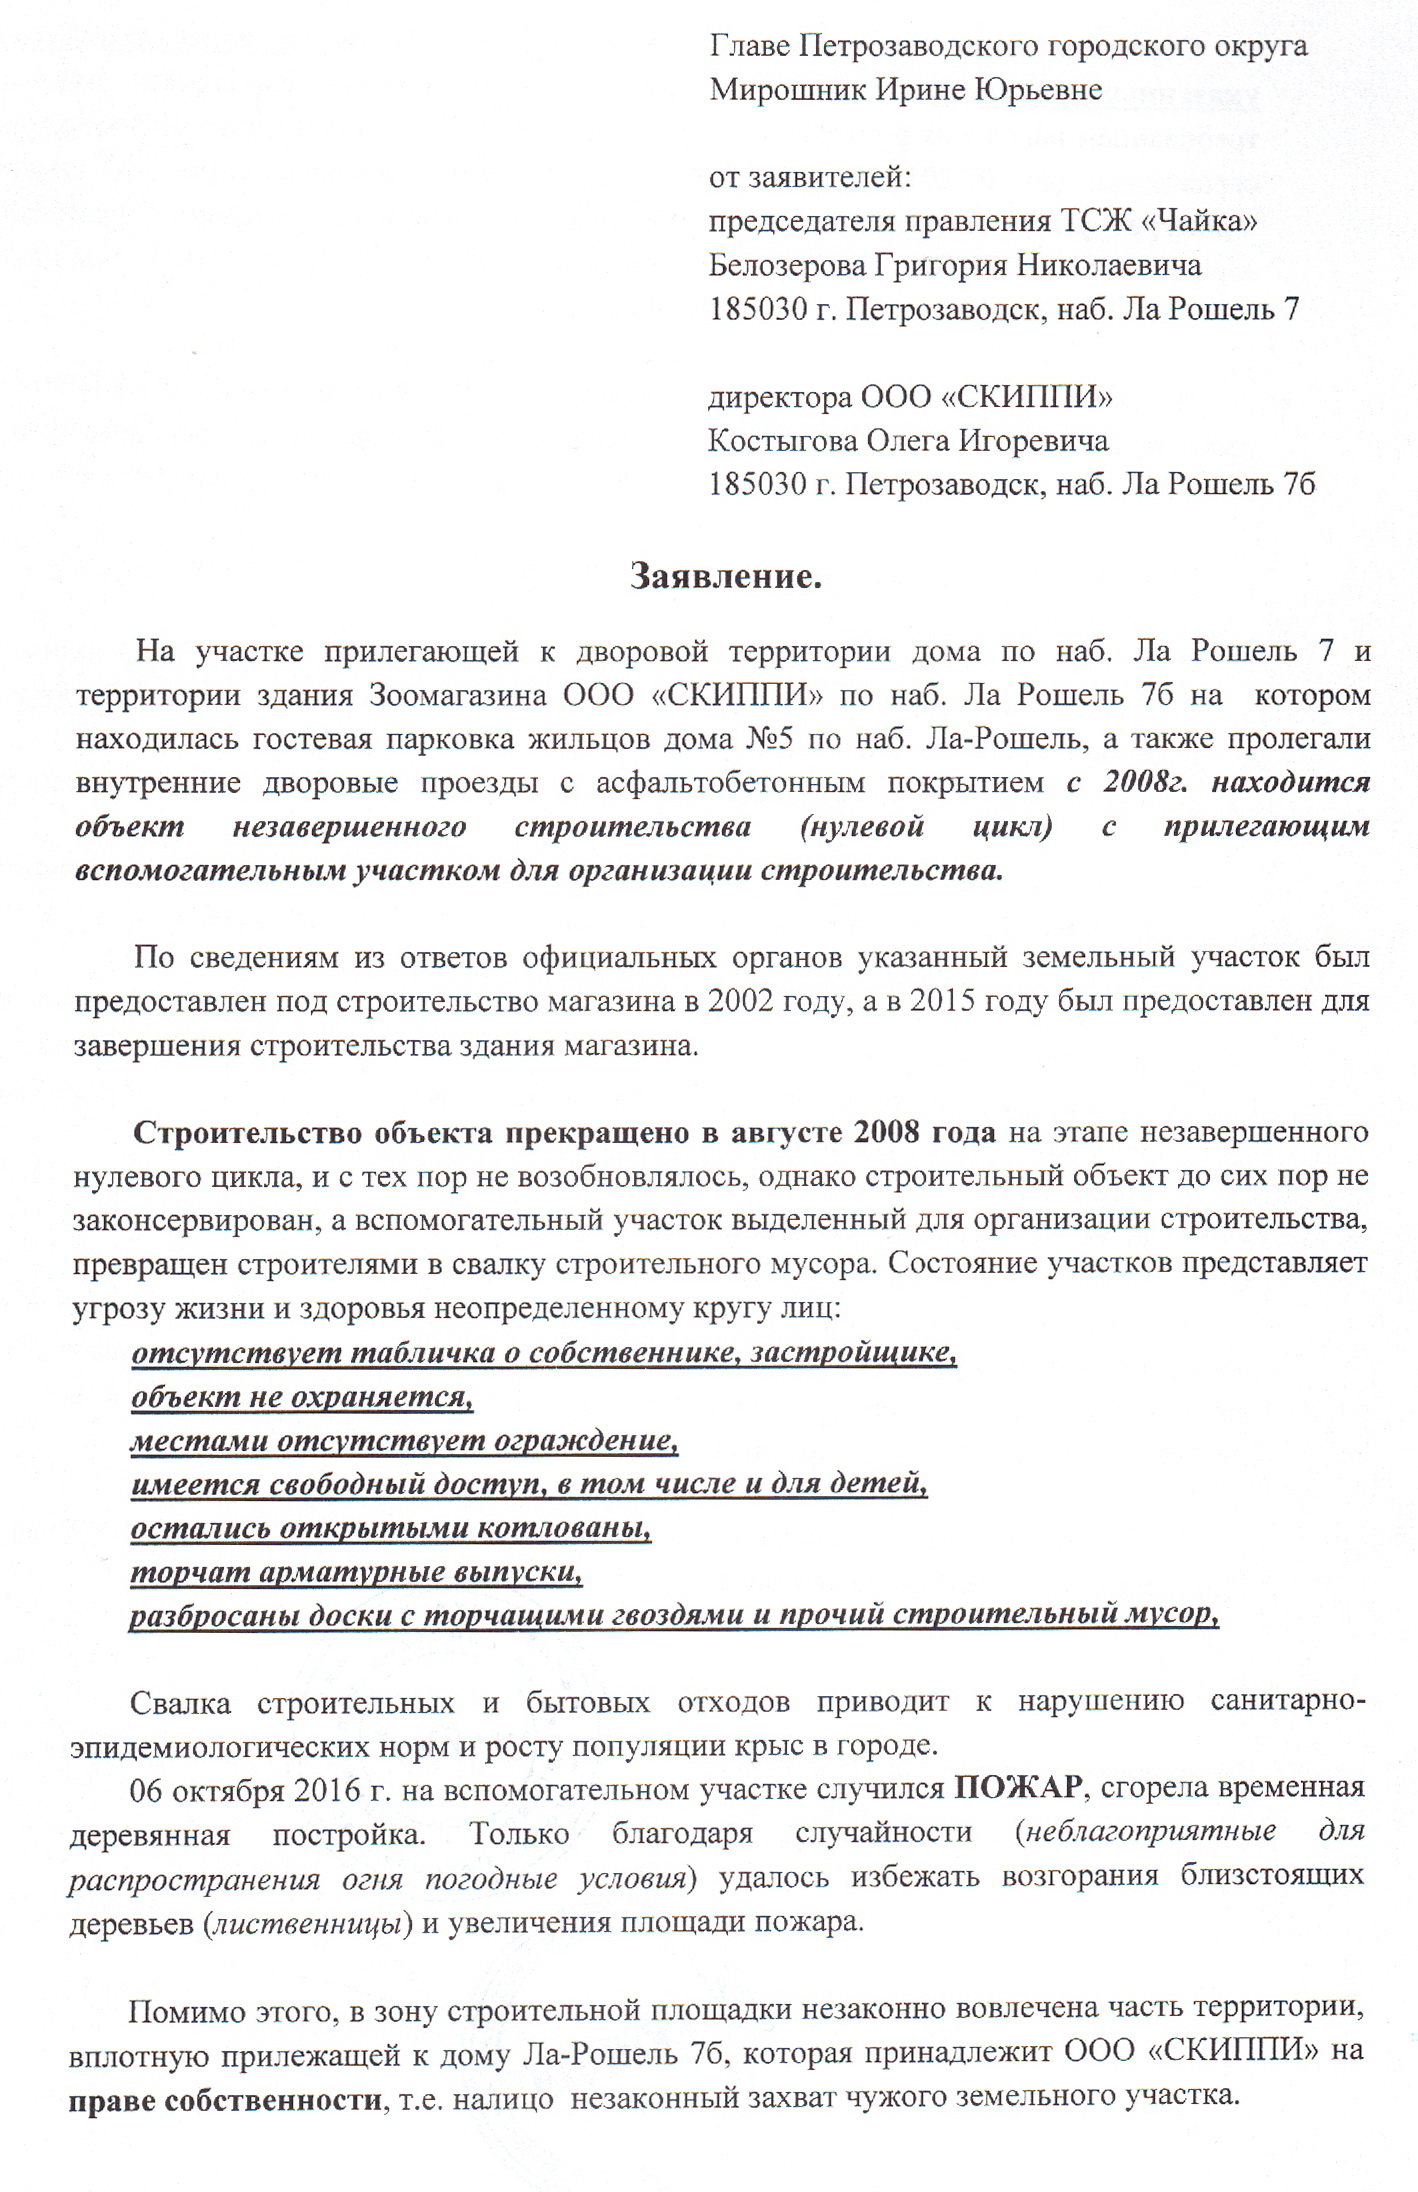 Главе Петрозаводского городского округа
Мирошник Ирине Юрьевне
от заявителей:
председателя правления ТСЖ «Чайка»
Белозерова Григория Николаевича
185030 г. Петрозаводск, наб. Ла Рошель 7
директора ООО «СКИППИ»
Костыгова Олега Игоревича
185030 г. Петрозаводск, наб. Ла Рошель 7б
Заявление.
На участке прилегающей к дворовой территории дома по наб. Ла Рошель 7 и
территории здания Зоомагазина ООО «СКИППИ» по наб. Ла Рошель 7б на котором
находилась гостевая парковка жильцов дома №5 по наб. Ла-Рошель, а также пролегали
внутренние дворовые проезды с асфальтобетонным покрытием с 2008г. находится
объект незавершенного строительства (нулевой цикл) с прилегающим
вспомогательным участком для организации строительства.
По сведениям из ответов официальных органов указанный земельный участок был
предоставлен под строительство магазина в 2002 году, а в 2015 году был предоставлен для
завершения строительства здания магазина.
Строительство объекта прекращено в августе 2008 года на этапе незавершенного
нулевого цикла, и с тех пор не возобновлялось, однако строительный объект до сих пор не
законсервирован, а вспомогательный участок выделенный для организации строительства,
превращен строителями в свалку строительного мусора. Состояние участков представляет
угрозу жизни и здоровья неопределенному кругу лиц:
отсутствует табличка о собственнике, застройщике,
объект не охраняется,
местами отсутствует ограждение,
имеется свободный доступ, в том числе и для детей,
остались открытыми котлованы,
торчат арматурные выпуски,
разбросаны доски с торчащими гвоздями и прочий строительный мусор,
Свалка строительных и бытовых отходов приводит к нарушению санитарно-
эпидемиологических норм и росту популяции крыс в городе.
06 октября 2016 г. на вспомогательном участке случился ПОЖАР, сгорела временная
деревянная постройка. Только благодаря случайности (неблагоприятные для
распространения огня погодные условия) удалось избежать возгорания близстоящих
деревьев (лиственницы) и увеличения площади пожара.
Помимо этого, в зону строительной площадки незаконно вовлечена часть территории,
вплотную прилежащей к дому Ла-Рошель 7б, которая принадлежит ООО «СКИППИ» на
праве собственности, т.е. налицо незаконный захват чужого земельного участка.